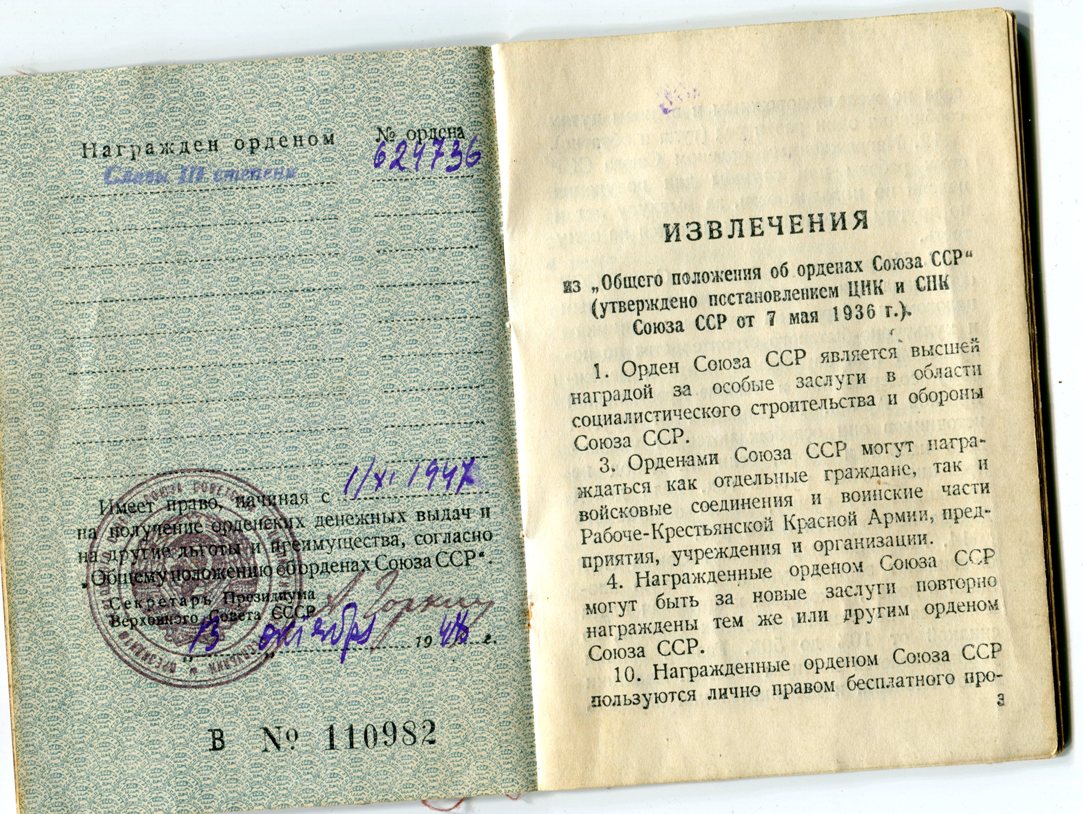 Награжден орденом
№ ордена
Славы III степени
629736
Имеет право, начиная с 1/XI 1947
на получение орденских денежных выдач и
на другие льготы и преимущества, согласно
„Общему положению об орденах Союза ССР“.
Секретарь Президиума
Верховного Совета СССР А Горкин
13 октября 1947 г.
В № 110982
ИЗВЛЕЧЕНИЯ
из „Общего положения об орденах Союза ССР“
(утверждено постановлением ЦИК и СНК
Союза ССР от 7 мая 1936 г.).
1. Орден Союза ССР является высшей
наградой за особые заслуги в области
социалистического строительства и обороны
Союза ССР.
3. Орденами Союза ССР могут награ-
ждаться как отдельные граждане, так и
войсковые соединения и воинские части
Рабоче-Крестьянской Красной Армии, пред-
приятия, учреждения и организации.
4. Награжденные орденом Союза ССР
могут быть за новые заслуги повторно
награждены тем же или другим орденом
Союза ССР.
10. Награжденные орденом Союза ССР
пользуются лично правом бесплатного про-
3